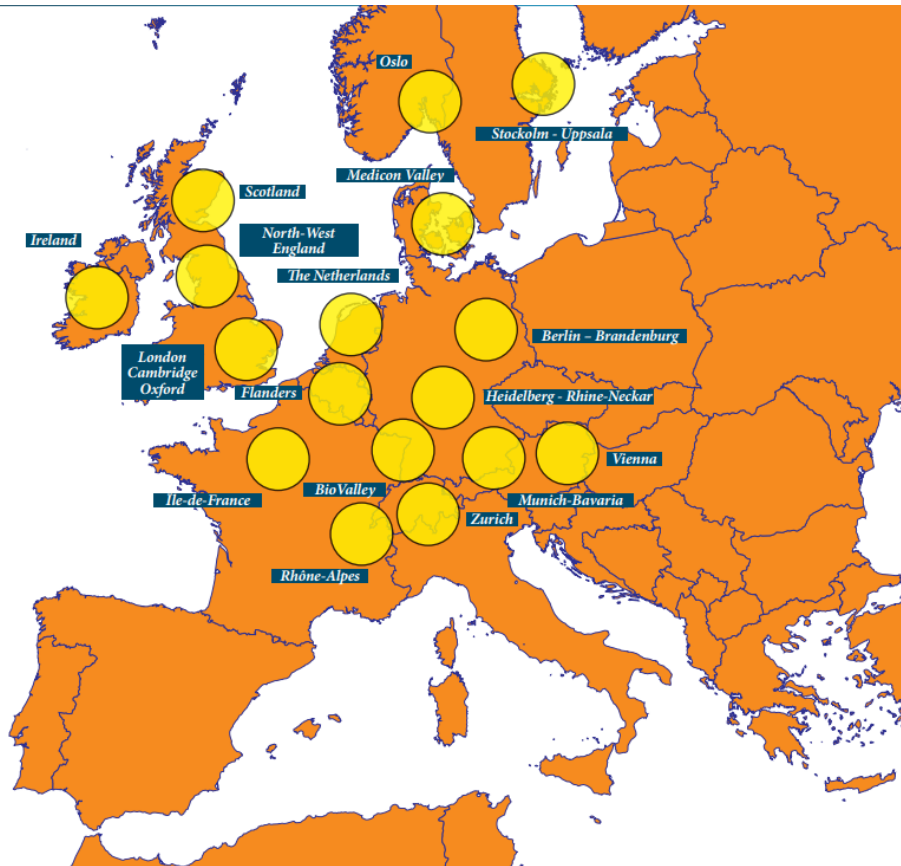 Oslo
Stockolm - Uppsala
Medicon Valley
Scotland
North-West
England
Ireland
The Netherlands
Berlin – Brandenburg
London
Cambridge
Oxford
Flanders
Heidelberg - Rhine-Neckar
Vienna
Ile-de-France
BioValley
Munich-Bavaria
Zurich
Rhône-Alpes